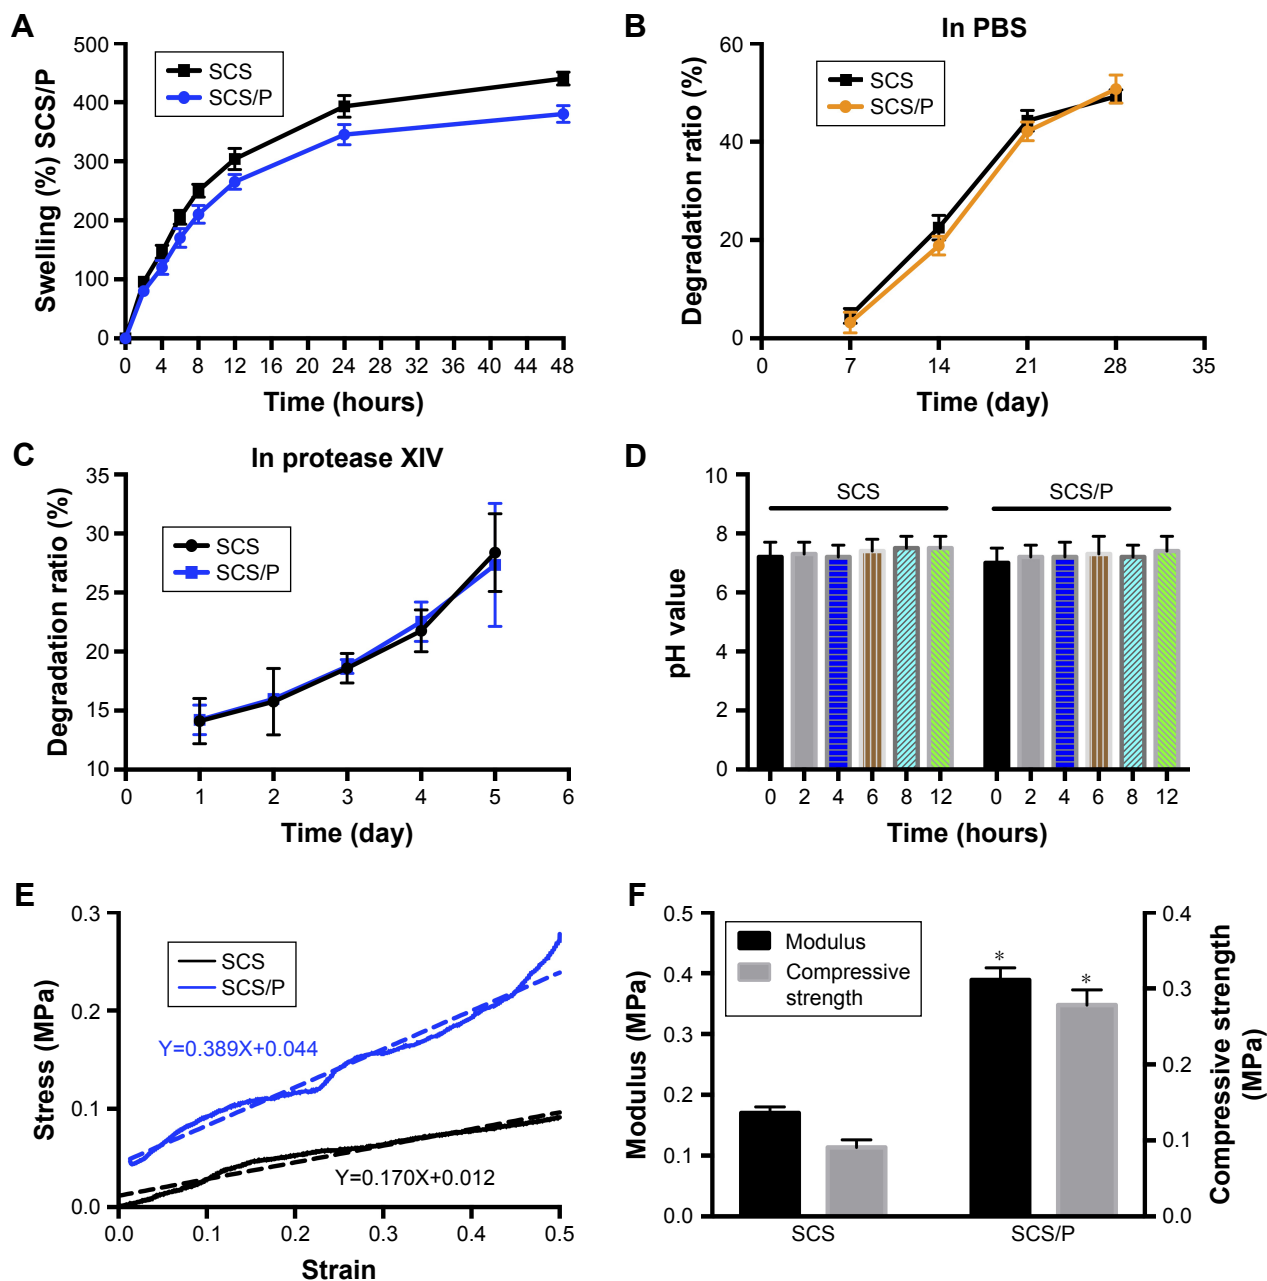 A
500
400
300
200
100
0
Swelling (%) SCS/P
SCS
SCS/P
0 4 8 12 16 20 24 28 32 36 40 44 48
Time (hours)
B
In PBS
60
40
20
0
Degradation ratio (%)
SCS
SCS/P
0 7 14 21 28 35
Time (day)
C
In protease XIV
35
30
25
20
15
10
Degradation ratio (%)
SCS
SCS/P
0 1 2 3 4 5 6
Time (day)
D
10
8
6
4
2
0
pH value
SCS SCS/P
0 2 4 6 8 12 0 2 4 6 8 12
Time (hours)
E
0.3
0.2
0.1
0.0
Stress (MPa)
SCS
SCS/P
Y=0.389X+0.044
Y=0.170X+0.012
0.0 0.1 0.2 0.3 0.4 0.5
Strain
F
0.5
0.4
0.3
0.2
0.1
0.0
Modulus (MPa)
Modulus
Compressive
strength
*
*
0.4
0.3
0.2
0.1
0.0
Compressive strength
(MPa)
SCS SCS/P